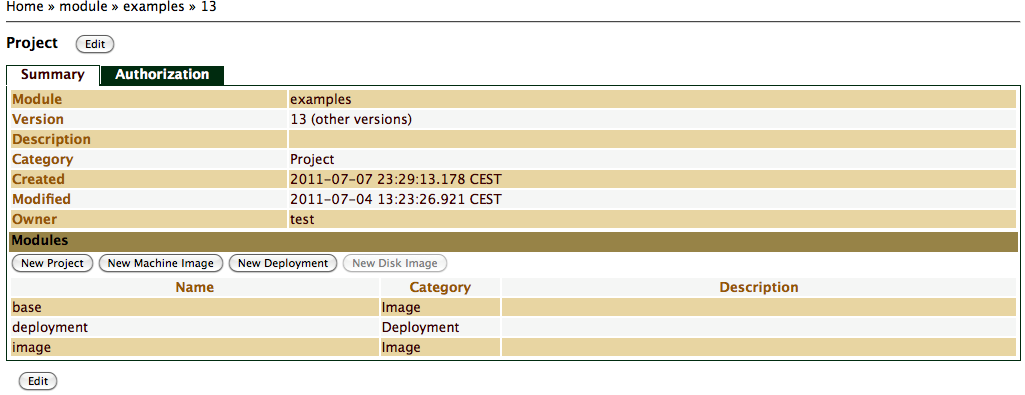 Home » module » examples » 13
Project Edit
Summary Authorization
Module examples
Version 13 (other versions)
Description
Category Project
Created 2011-07-07 23:29:13.178 CEST
Modified 2011-07-04 13:23:26.921 CEST
Owner test
Modules
New Project New Machine Image New Deployment New Disk Image
Name Category Description
base Image
deployment Deployment
image Image
Edit